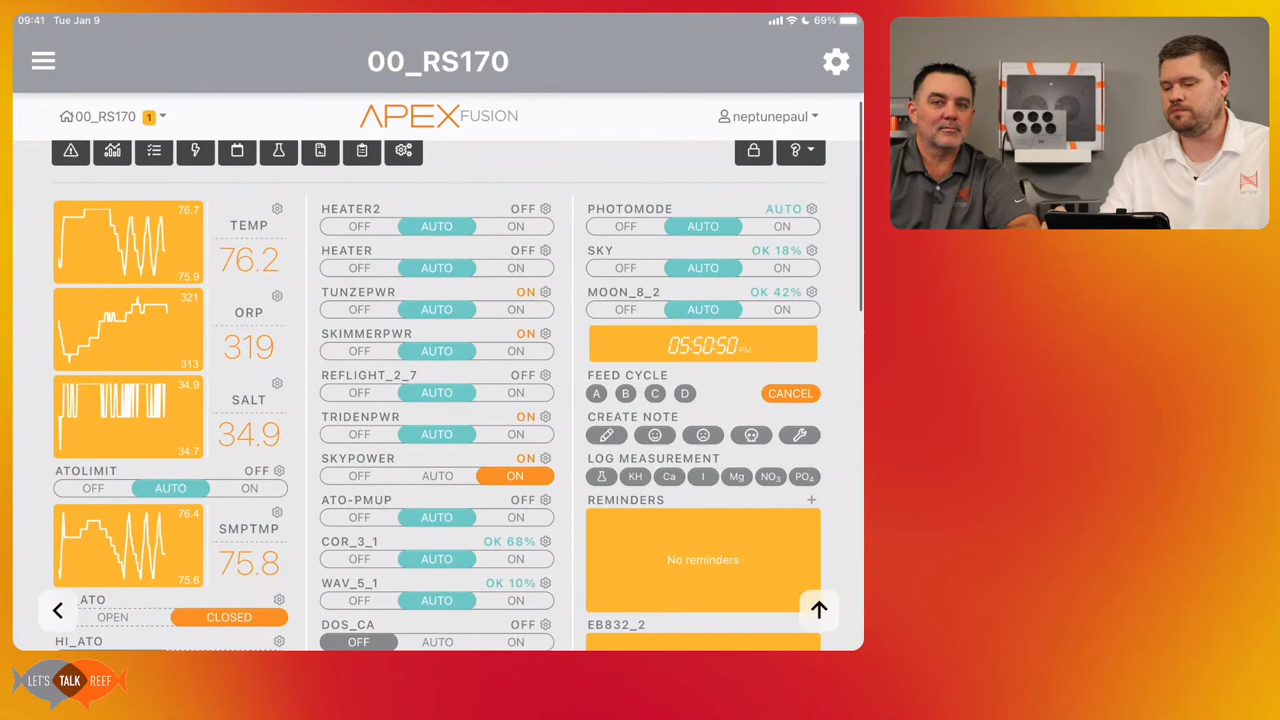 09:41 Tue Jan 9
69%
00_RS170
00_RS170 1
APEX FUSION
neptunepaul
76.7
75.9
TEMP
76.2
321
313
ORP
319
34.9
34.7
SALT
34.9
ATOLIMIT OFF
OFF AUTO ON
76.4
75.6
SMPTMP
75.8
_ATO
OPEN CLOSED
HI_ATO
HEATER2 OFF
OFF AUTO ON
HEATER OFF
OFF AUTO ON
TUNZEPWR ON
OFF AUTO ON
SKIMMERPWR ON
OFF AUTO ON
REFLIGHT_2_7 OFF
OFF AUTO ON
TRIDENPWR ON
OFF AUTO ON
SKYPOWER ON
OFF AUTO ON
ATO-PMUP OFF
OFF AUTO ON
COR_3_1 OK 68%
OFF AUTO ON
WAV_5_1 OK 10%
OFF AUTO ON
DOS_CA OFF
OFF AUTO ON
PHOTOMODE AUTO
OFF AUTO ON
SKY OK 18%
OFF AUTO ON
MOON_8_2 OK 42%
OFF AUTO ON
05:50:50 PM
FEED CYCLE
A B C D CANCEL
CREATE NOTE
LOG MEASUREMENT
KH Ca I Mg NO₃ PO₄
REMINDERS +
No reminders
EB832_2
LET'S TALK REEF